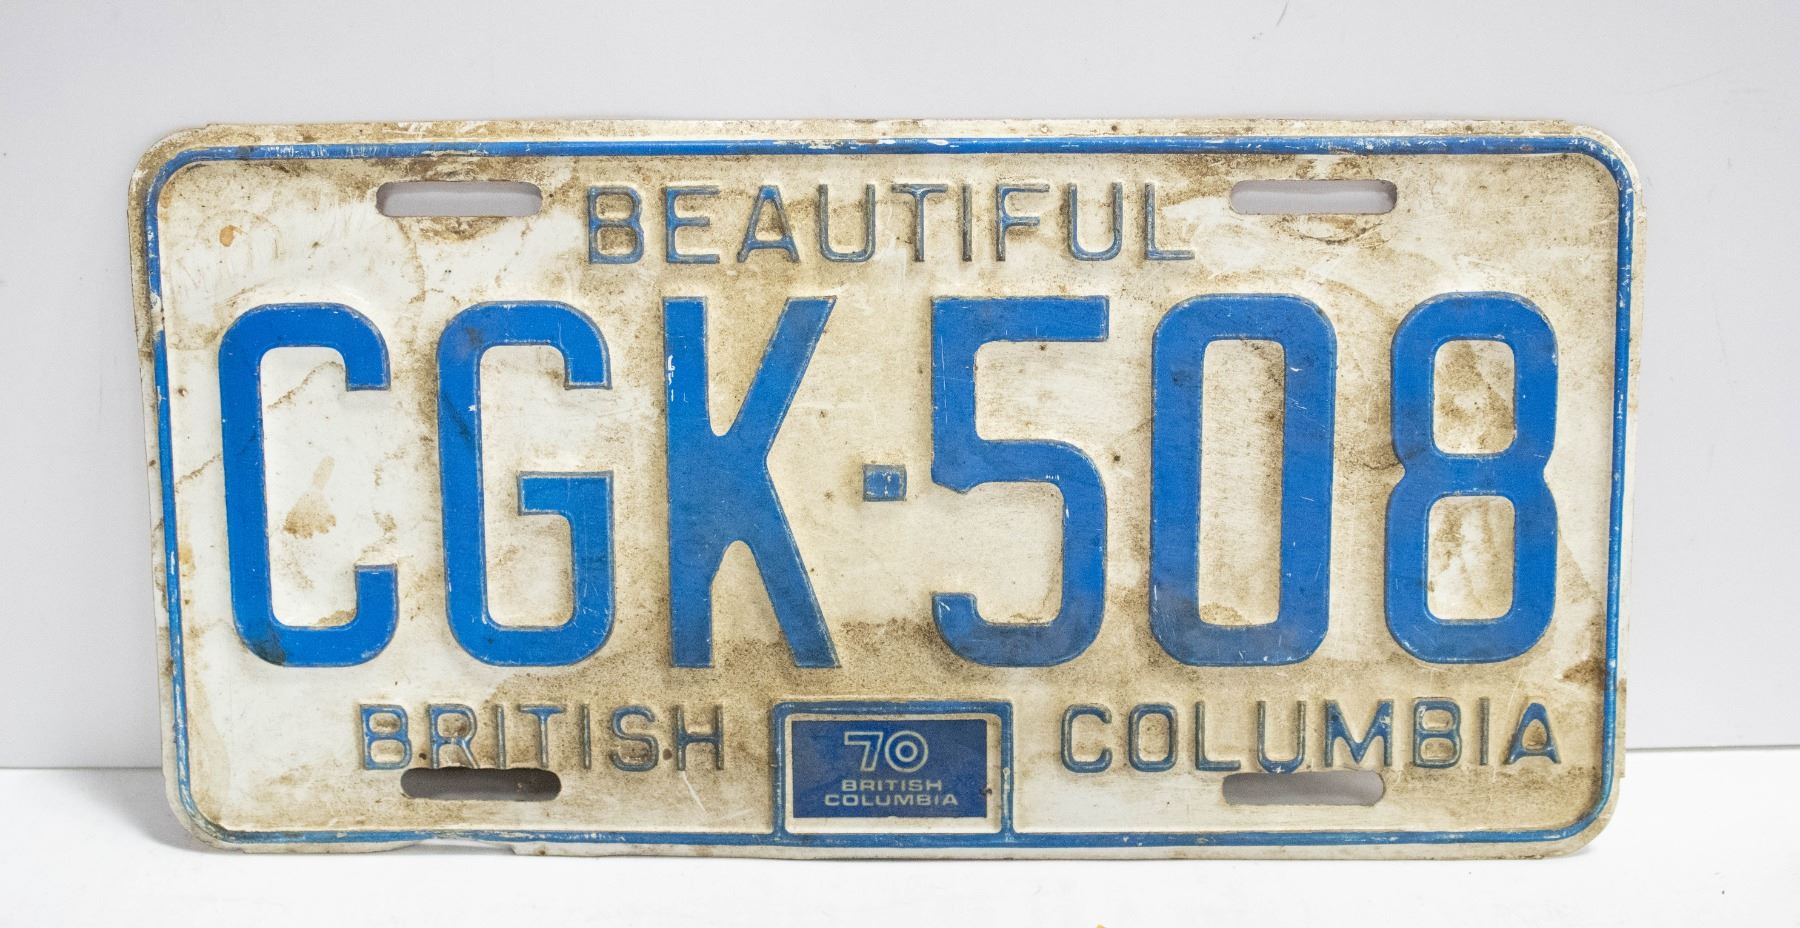 BEAUTIFUL
CGK-508
BRITISH COLUMBIA
70
BRITISH
COLUMBIA